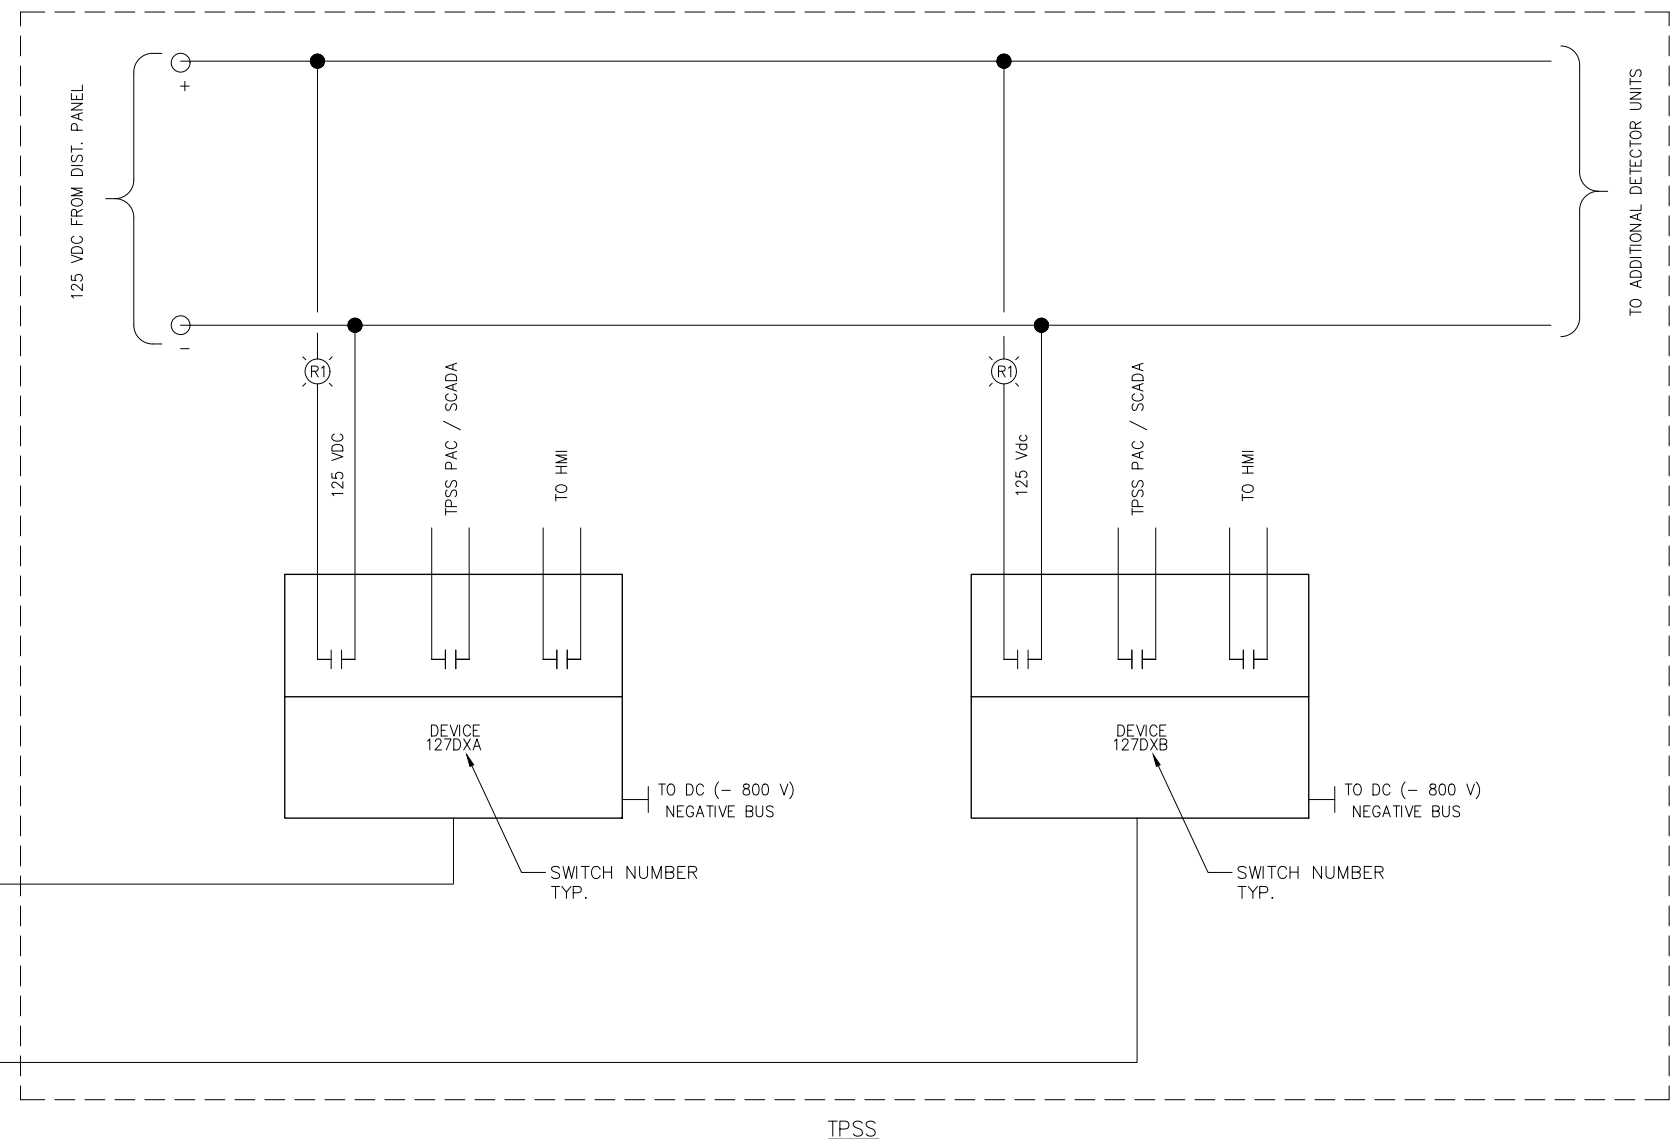 +
125 VDC FROM DIST. PANEL
TO ADDITIONAL DETECTOR UNITS
–
R1
R1
125 VDC
TPSS PAC / SCADA
TO HMI
125 Vdc
TPSS PAC / SCADA
TO HMI
DEVICE
127DXA
DEVICE
127DXB
TO DC (– 800 V)
NEGATIVE BUS
TO DC (– 800 V)
NEGATIVE BUS
SWITCH NUMBER
TYP.
SWITCH NUMBER
TYP.
TPSS